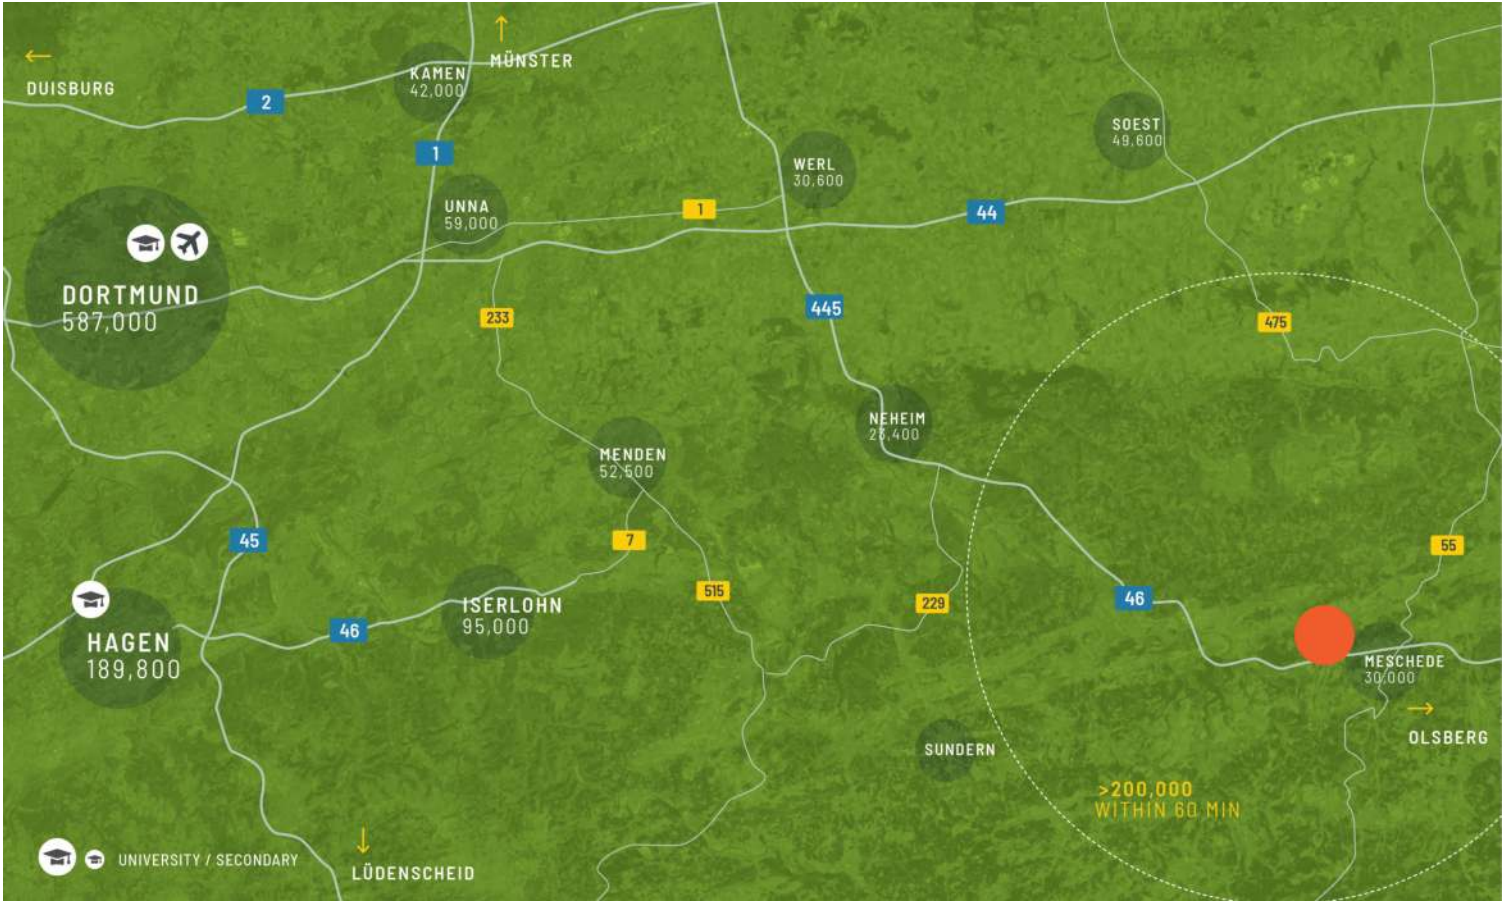 MÜNSTER
DUISBURG
KAMEN
42,000
2
1
SOEST
49,600
WERL
30,600
UNNA
59,000
1
44
DORTMUND
587,000
445
233
475
NEHEIM
23,400
MENDEN
52,500
45
7
55
515
229
46
ISERLOHN
95,000
46
HAGEN
189,800
MESCHEDE
30,000
OLSBERG
SUNDERN
>200,000
WITHIN 60 MIN
UNIVERSITY / SECONDARY
LÜDENSCHEID